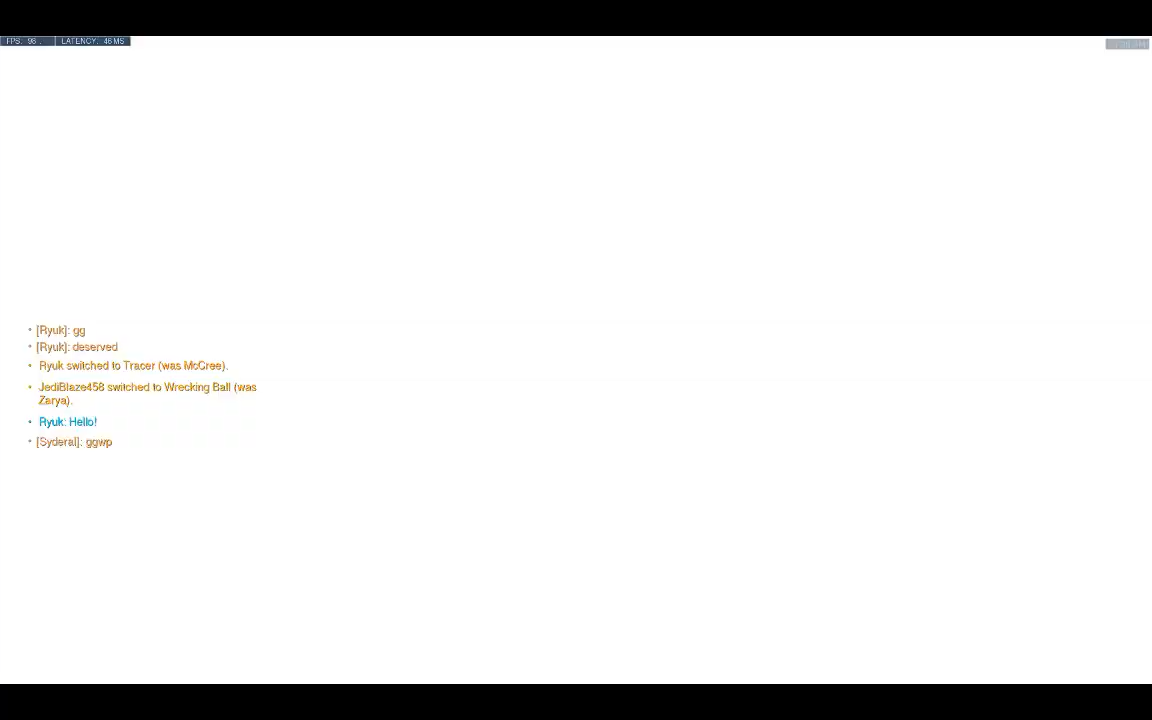 FPS: 98 . LATENCY: 46 MS
• [Ryuk]: gg
• [Ryuk]: deserved
• Ryuk switched to Tracer (was McCree).
• JediBlaze458 switched to Wrecking Ball (was
Zarya).
• Ryuk: Hello!
• [Syderal]: ggwp